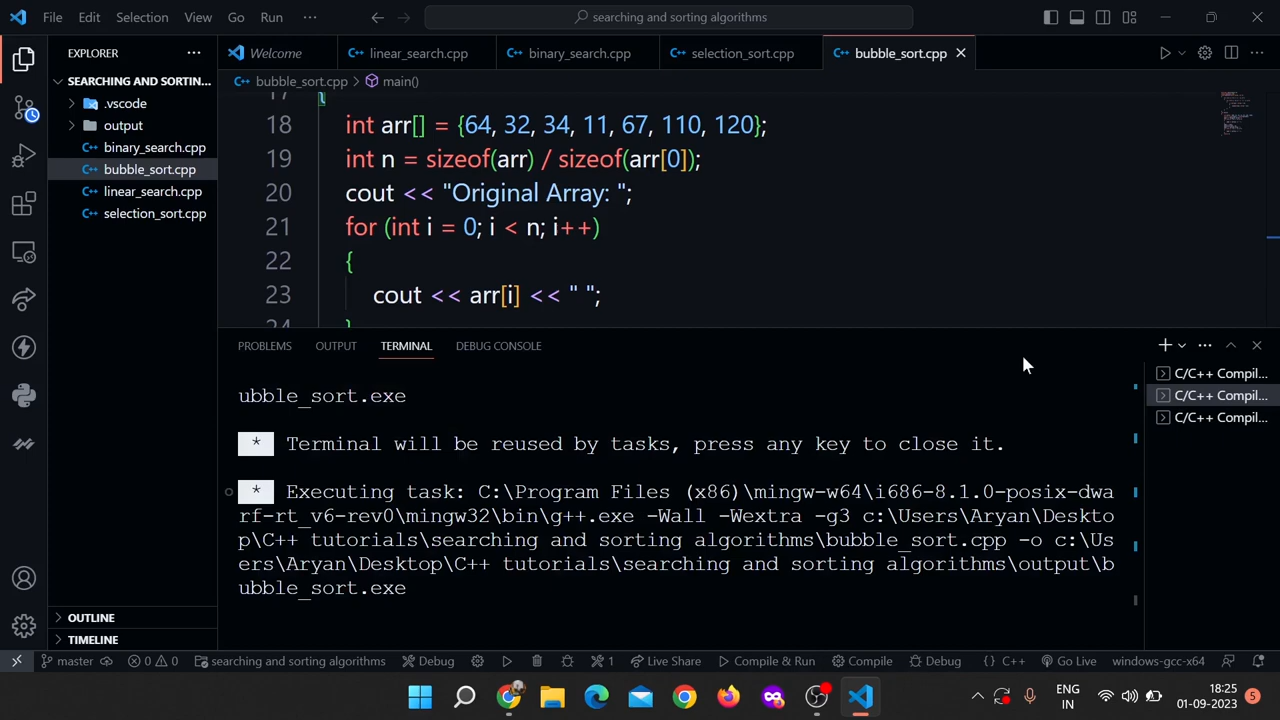 File Edit Selection View Go Run ··· searching and sorting algorithms
EXPLORER ··· Welcome linear_search.cpp binary_search.cpp selection_sort.cpp bubble_sort.cpp
SEARCHING AND SORTIN... bubble_sort.cpp > main()
.vscode
output
binary_search.cpp
bubble_sort.cpp
linear_search.cpp
selection_sort.cpp
17 {
18 int arr[] = {64, 32, 34, 11, 67, 110, 120};
19 int n = sizeof(arr) / sizeof(arr[0]);
20 cout << "Original Array: ";
21 for (int i = 0; i < n; i++)
22 {
23 cout << arr[i] << " ";
24 }
PROBLEMS OUTPUT TERMINAL DEBUG CONSOLE
C/C++ Compil...
C/C++ Compil...
C/C++ Compil...
ubble_sort.exe
* Terminal will be reused by tasks, press any key to close it.
* Executing task: C:\Program Files (x86)\mingw-w64\i686-8.1.0-posix-dwa
rf-rt_v6-rev0\mingw32\bin\g++.exe -Wall -Wextra -g3 c:\Users\Aryan\Deskto
p\C++ tutorials\searching and sorting algorithms\bubble_sort.cpp -o c:\Us
ers\Aryan\Desktop\C++ tutorials\searching and sorting algorithms\output\b
ubble_sort.exe
OUTLINE
TIMELINE
master 0 0 searching and sorting algorithms Debug 1 Live Share Compile & Run Compile Debug {} C++ Go Live windows-gcc-x64
ENG 18:25
IN 01-09-2023 5